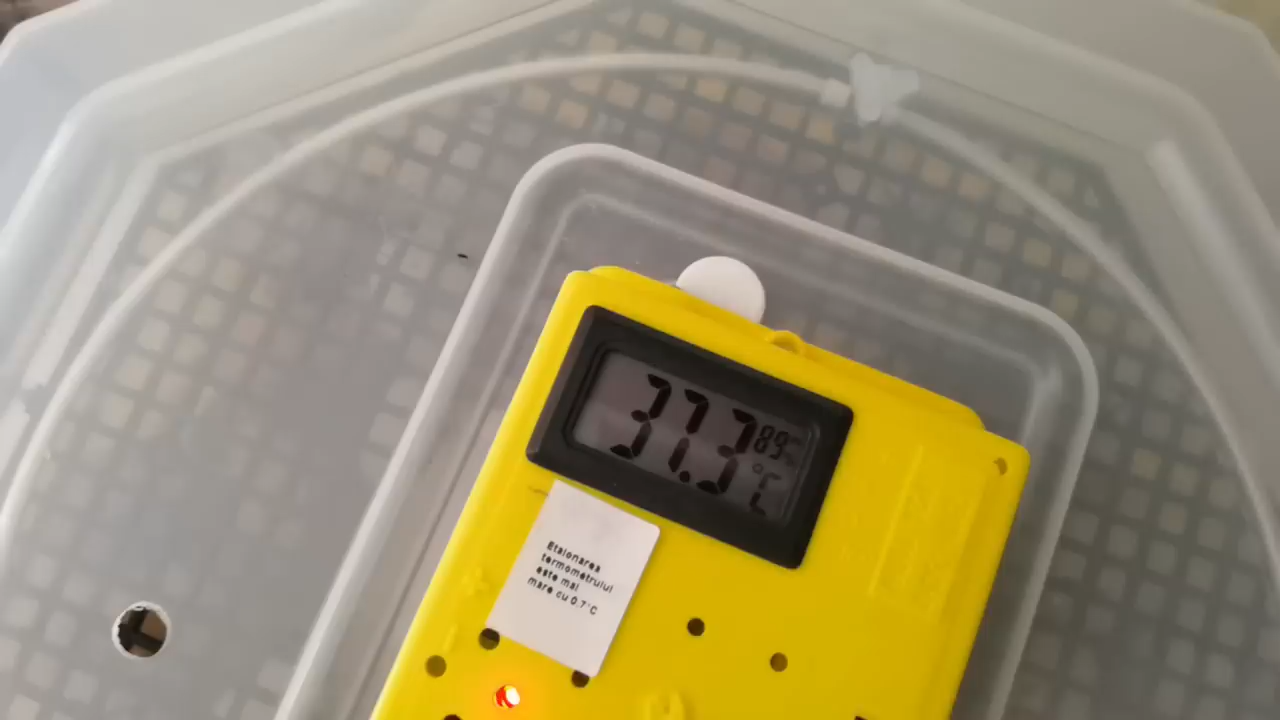 37.3
89%
°C
Etalonarea
termometrului
este mai
mare cu 0.7°C